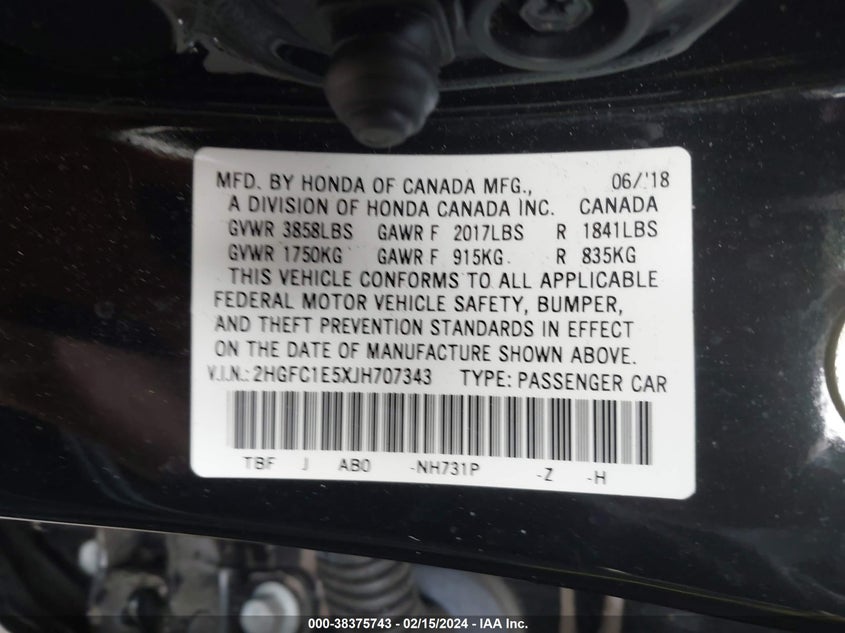 MFD. BY HONDA OF CANADA MFG., 06/'18
A DIVISION OF HONDA CANADA INC. CANADA
GVWR 3858LBS GAWR F 2017LBS R 1841LBS
GVWR 1750KG GAWR F 915KG R 835KG
THIS VEHICLE CONFORMS TO ALL APPLICABLE
FEDERAL MOTOR VEHICLE SAFETY, BUMPER,
AND THEFT PREVENTION STANDARDS IN EFFECT
ON THE DATE OF MANUFACTURE SHOWN ABOVE.
V.I.N.: 2HGFC1E5XJH707343 TYPE: PASSENGER CAR
TBF J AB0 -NH731P -Z -H
000-38375743 - 02/15/2024 - IAA Inc.